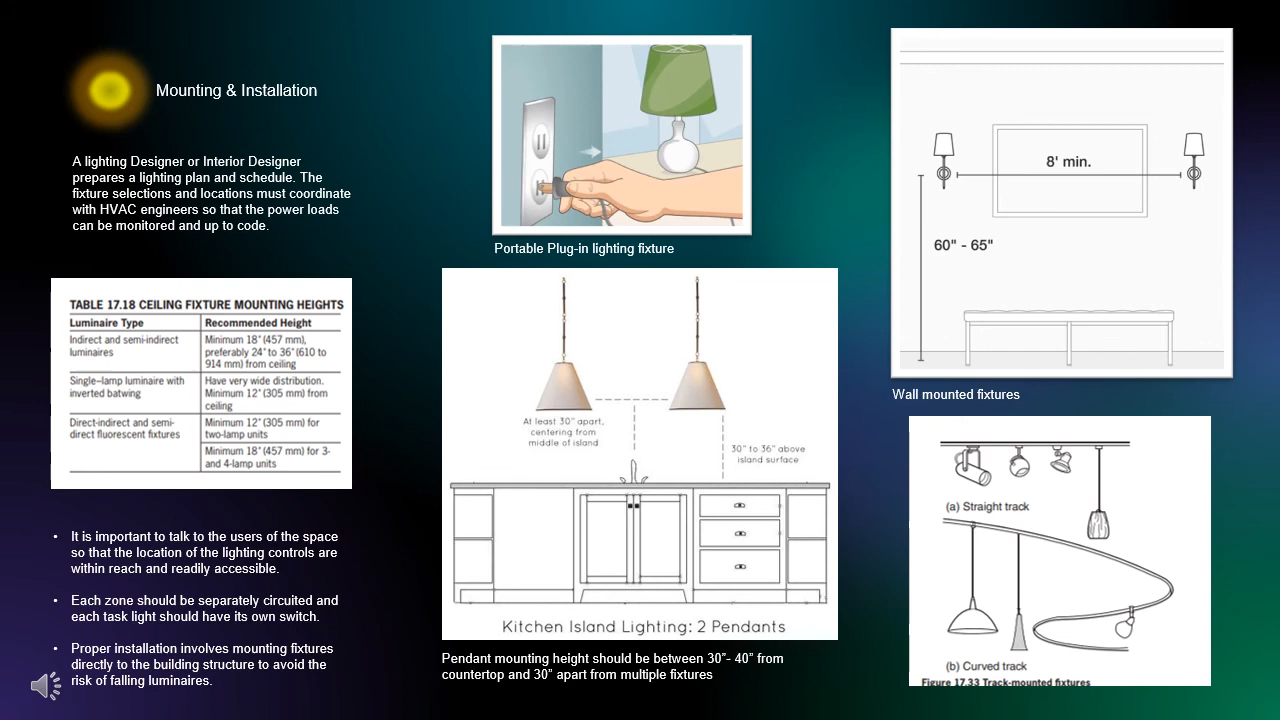 Mounting & Installation
A lighting Designer or Interior Designer
prepares a lighting plan and schedule. The
fixture selections and locations must coordinate
with HVAC engineers so that the power loads
can be monitored and up to code.
TABLE 17.18 CEILING FIXTURE MOUNTING HEIGHTS
Luminaire Type Recommended Height
Indirect and semi-indirect
luminaires
Minimum 18" (457 mm),
preferably 24" to 36" (610 to
914 mm) from ceiling
Single–lamp luminaire with
inverted batwing
Have very wide distribution.
Minimum 12" (305 mm) from
ceiling
Direct-indirect and semi-
direct fluorescent fixtures
Minimum 12" (305 mm) for
two-lamp units
Minimum 18" (457 mm) for 3-
and 4-lamp units
• It is important to talk to the users of the space
so that the location of the lighting controls are
within reach and readily accessible.
• Each zone should be separately circuited and
each task light should have its own switch.
• Proper installation involves mounting fixtures
directly to the building structure to avoid the
risk of falling luminaires.
Portable Plug-in lighting fixture
At least 30" apart,
centering from
middle of island
30" to 36" above
island surface
Kitchen Island Lighting: 2 Pendants
Pendant mounting height should be between 30”- 40” from
countertop and 30” apart from multiple fixtures
8' min.
60" - 65"
Wall mounted fixtures
(a) Straight track
(b) Curved track
Figure 17.33 Track-mounted fixtures